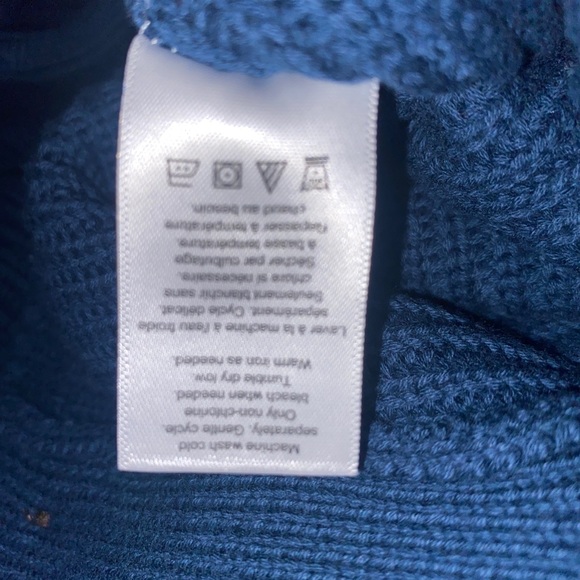 Machine wash cold
separately. Gentle cycle.
Only non-chlorine
bleach when needed.
Tumble dry low.
Warm iron as needed.
Laver à la machine à l'eau froide
séparément. Cycle délicat.
Seulement blanchir sans
chlore si nécessaire.
Sécher par culbutage
à basse température.
Repasser à température
chaud au besoin.